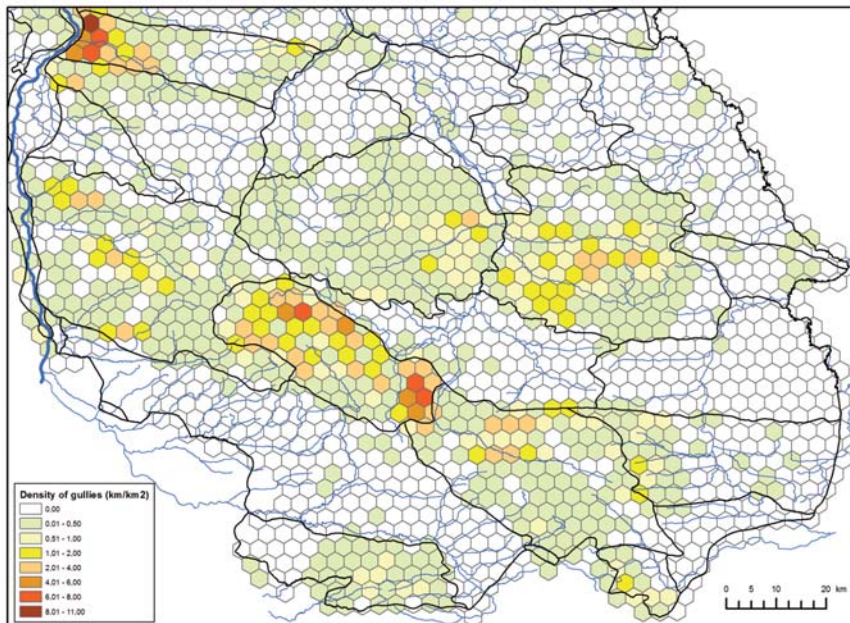 Density of gullies (km/km2)
0,00
0,01 - 0,50
0,51 - 1,00
1,01 - 2,00
2,01 - 4,00
4,01 - 6,00
6,01 - 8,00
8,01 - 11,00
0 5 10 20 km